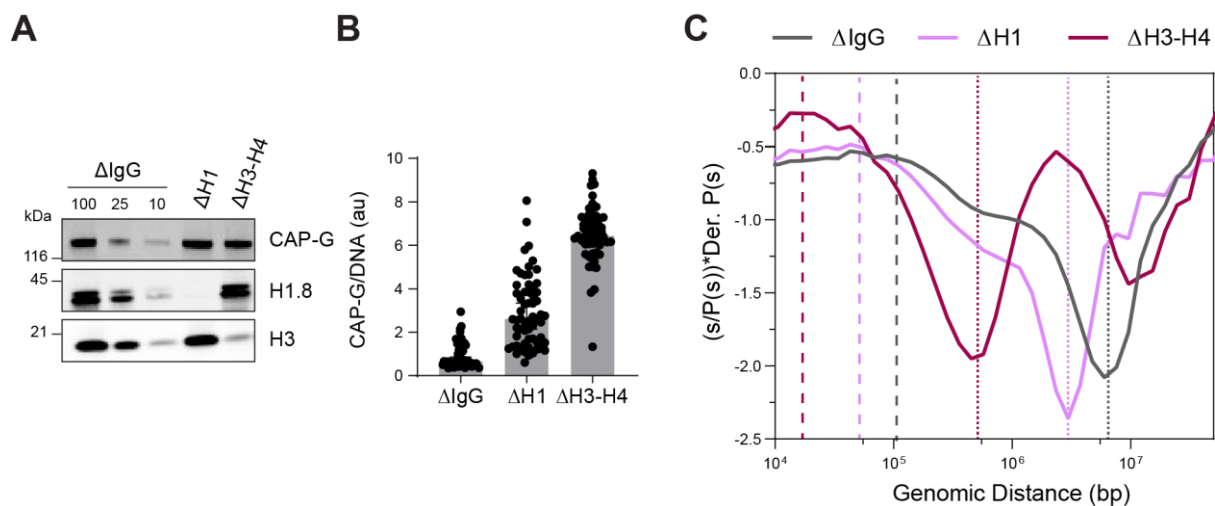 A
ΔIgG
100 25 10 ΔH1 ΔH3-H4
kDa
116
CAP-G
45
H1.8
21
H3
B
CAP-G/DNA (au)
10
8
6
4
2
0
ΔIgG ΔH1 ΔH3-H4
C
ΔIgG ΔH1 ΔH3-H4
(s/P(s))*Der. P(s)
0.0
-0.5
-1.0
-1.5
-2.0
-2.5
10⁴ 10⁵ 10⁶ 10⁷
Genomic Distance (bp)